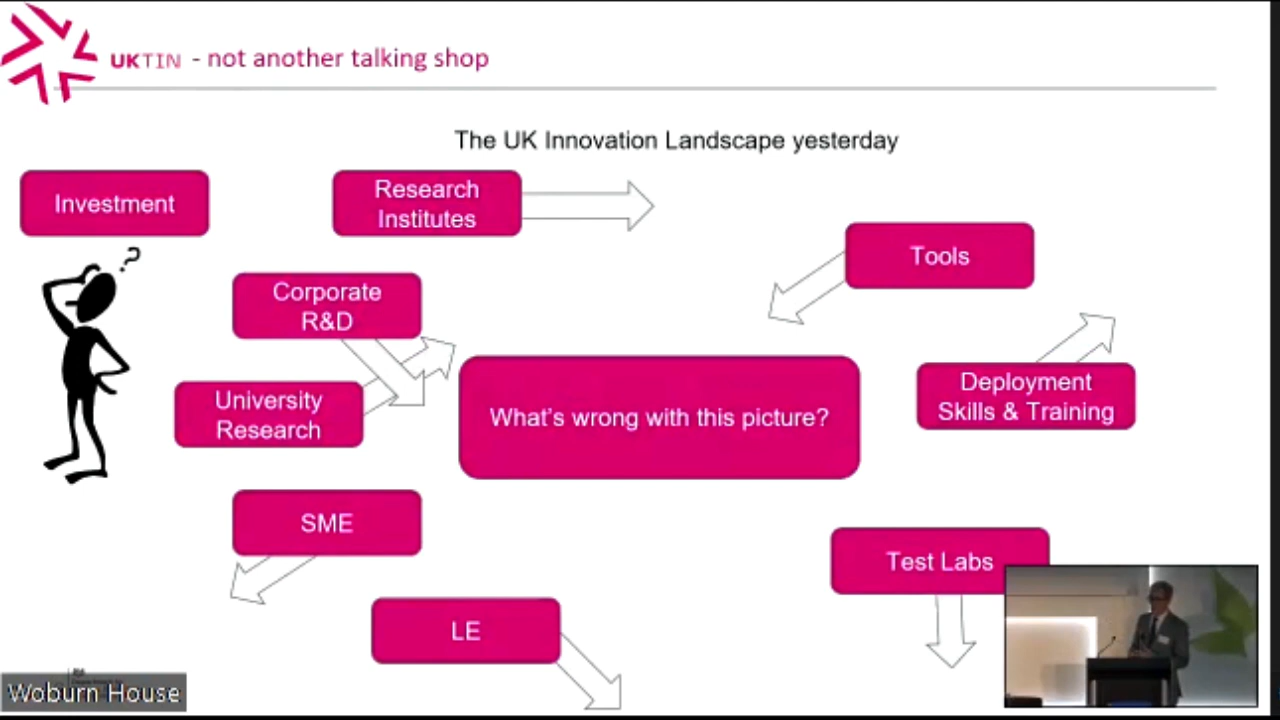 UKTIN - not another talking shop
The UK Innovation Landscape yesterday
Investment
Research
Institutes
?
Tools
Corporate
R&D
What's wrong with this picture?
Deployment
Skills & Training
University
Research
SME
Test Labs
LE
Woburn House